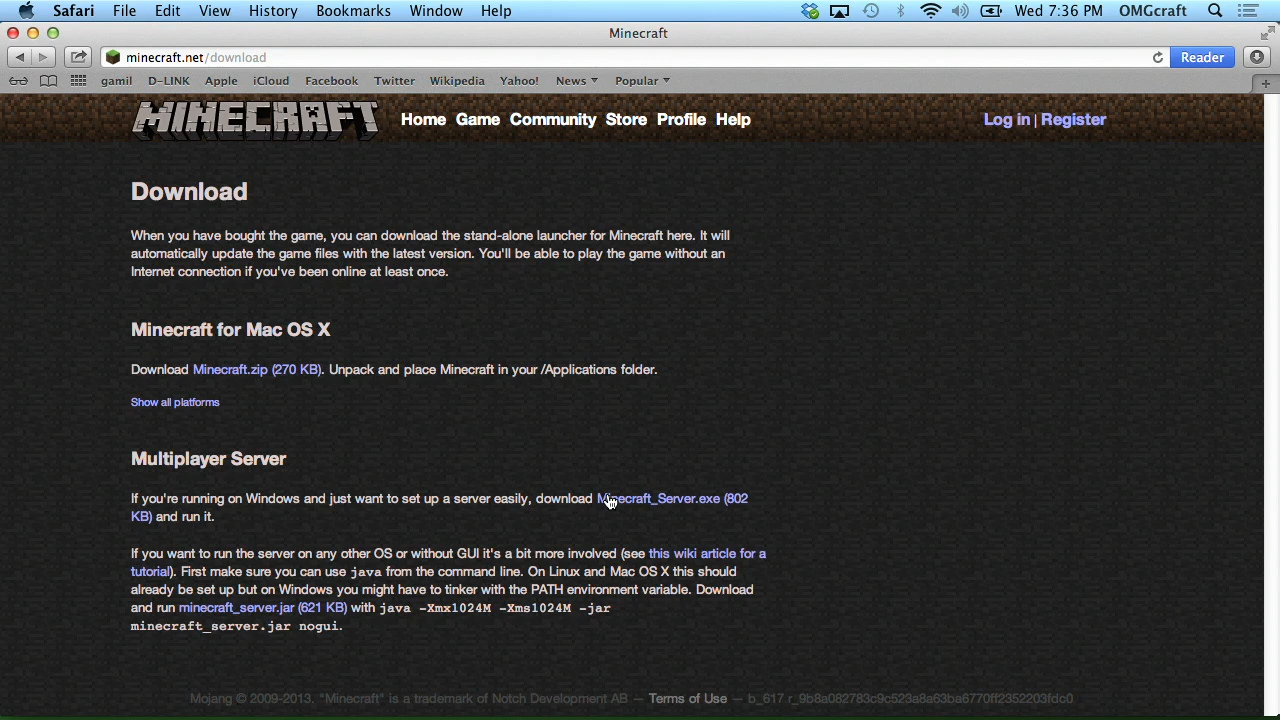 Safari File Edit View History Bookmarks Window Help Wed 7:36 PM OMGcraft
Minecraft
minecraft.net/download Reader
gamil D-LINK Apple iCloud Facebook Twitter Wikipedia Yahoo! News Popular
MINECRAFT Home Game Community Store Profile Help Log in | Register
Download
When you have bought the game, you can download the stand-alone launcher for Minecraft here. It will
automatically update the game files with the latest version. You'll be able to play the game without an
Internet connection if you've been online at least once.
Minecraft for Mac OS X
Download Minecraft.zip (270 KB). Unpack and place Minecraft in your /Applications folder.
Show all platforms
Multiplayer Server
If you're running on Windows and just want to set up a server easily, download Minecraft_Server.exe (802
KB) and run it.
If you want to run the server on any other OS or without GUI it's a bit more involved (see this wiki article for a
tutorial). First make sure you can use java from the command line. On Linux and Mac OS X this should
already be set up but on Windows you might have to tinker with the PATH environment variable. Download
and run minecraft_server.jar (621 KB) with java -Xmx1024M -Xms1024M -jar
minecraft_server.jar nogui.
Mojang © 2009-2013. "Minecraft" is a trademark of Notch Development AB — Terms of Use — b_617 r_9b8a082783c9c523a8a63ba6770ff2352203fdc0